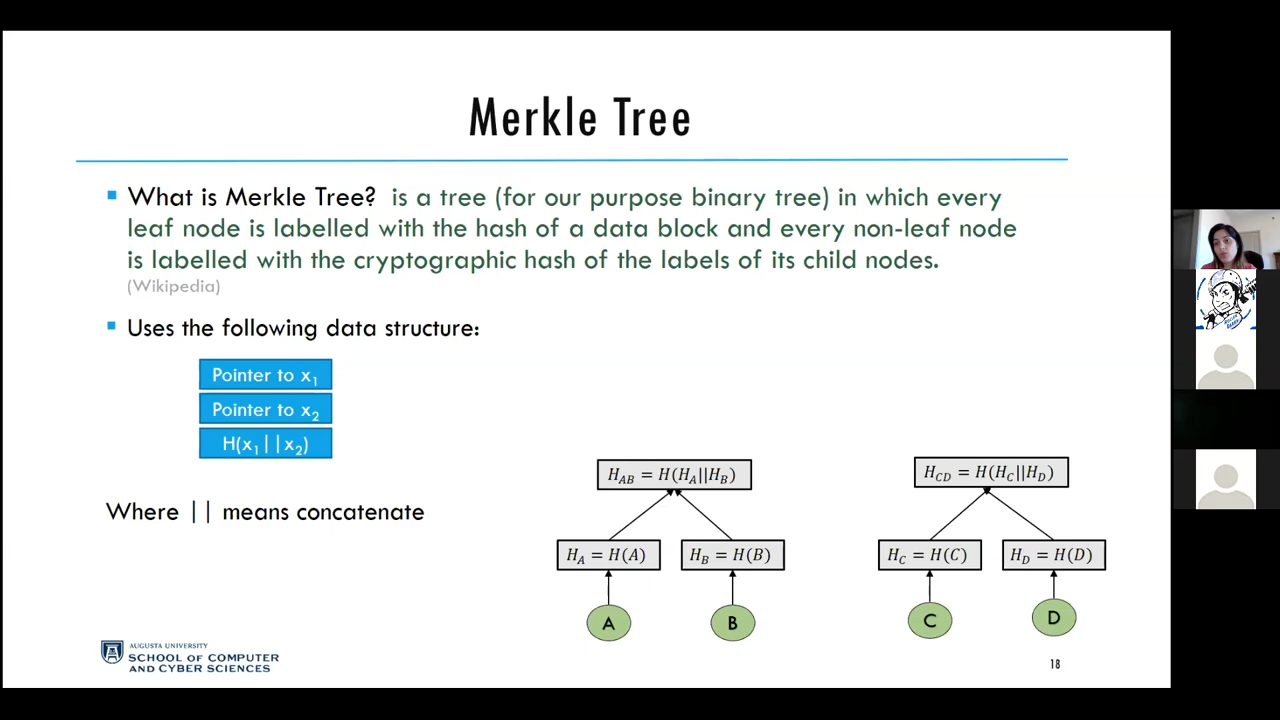 Merkle Tree
What is Merkle Tree? is a tree (for our purpose binary tree) in which every
leaf node is labelled with the hash of a data block and every non-leaf node
is labelled with the cryptographic hash of the labels of its child nodes.
(Wikipedia)
Uses the following data structure:
Pointer to x₁
Pointer to x₂
H(x₁||x₂)
Where || means concatenate
H_AB = H(H_A||H_B)
H_CD = H(H_C||H_D)
H_A = H(A)
H_B = H(B)
H_C = H(C)
H_D = H(D)
A
B
C
D
AUGUSTA UNIVERSITY
SCHOOL OF COMPUTER
AND CYBER SCIENCES
18